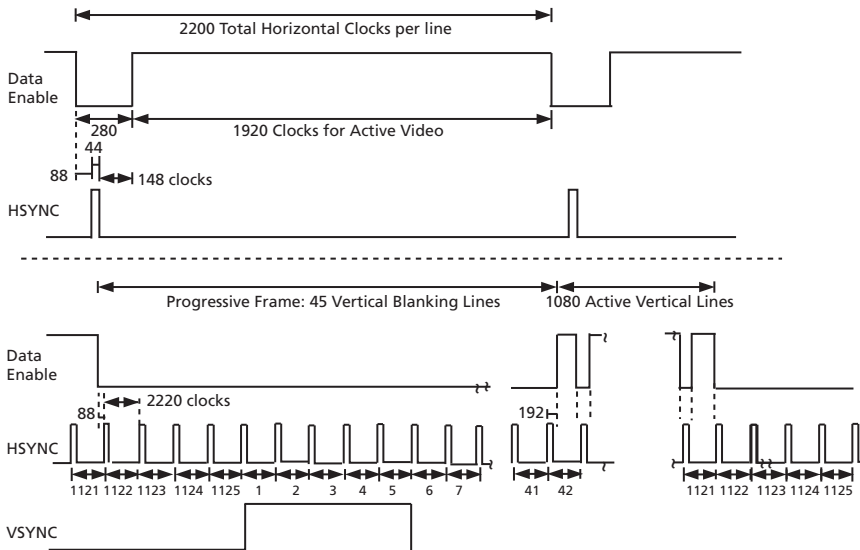 2200 Total Horizontal Clocks per line
Data
Enable
280
1920 Clocks for Active Video
44
88
148 clocks
HSYNC
Progressive Frame: 45 Vertical Blanking Lines
1080 Active Vertical Lines
Data
Enable
88
2220 clocks
192
HSYNC
1121 1122 1123 1124 1125 1 2 3 4 5 6 7 41 42 1121 1122 1123 1124 1125
VSYNC